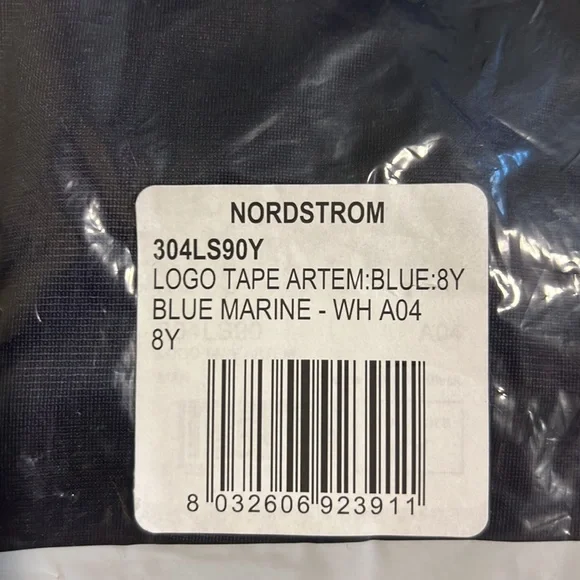 NORDSTROM
304LS90Y
LOGO TAPE ARTEM:BLUE:8Y
BLUE MARINE - WH A04
8Y
8 032606 923911